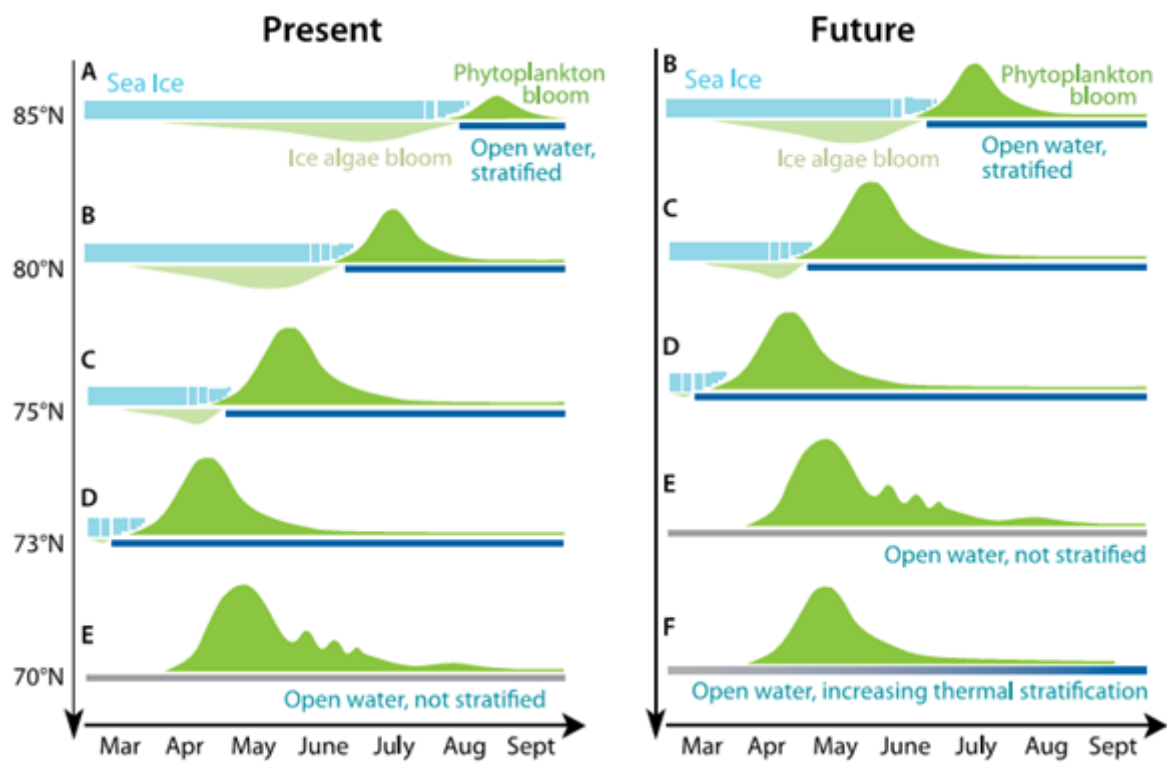 Present
A
Sea Ice
Phytoplankton
bloom
85°N
Ice algae bloom
Open water,
stratified
B
80°N
C
75°N
D
73°N
E
70°N
Open water, not stratified
Mar Apr May June July Aug Sept
Future
B
Sea Ice
Phytoplankton
bloom
Ice algae bloom
Open water,
stratified
C
D
E
Open water, not stratified
F
Open water, increasing thermal stratification
Mar Apr May June July Aug Sept